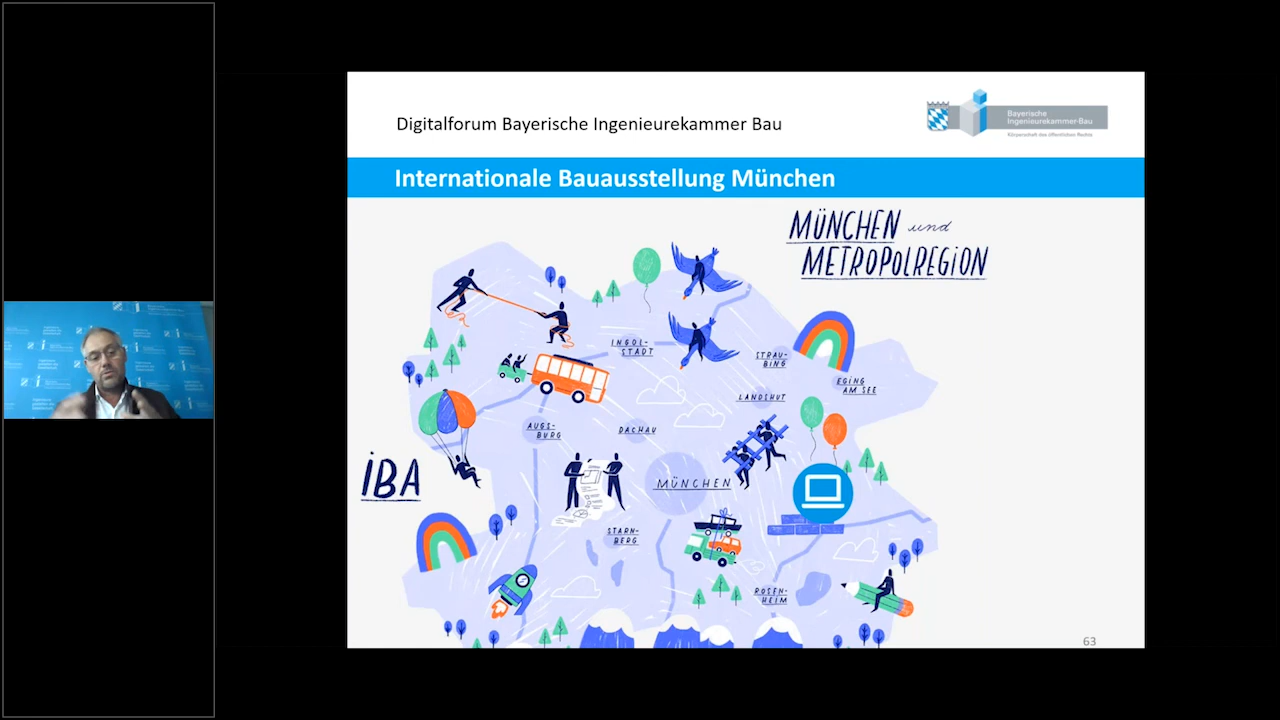 Digitalforum Bayerische Ingenieurekammer Bau
Bayerische
Ingenieurekammer-Bau
Körperschaft des öffentlichen Rechts
Internationale Bauausstellung München
MÜNCHEN und
METROPOLREGION
INGOL-
STADT
STRAU-
BING
EGING
AM SEE
LANDSHUT
AUGS-
BURG
DACHAU
IBA
MÜNCHEN
STARN-
BERG
ROSEN-
HEIM
63